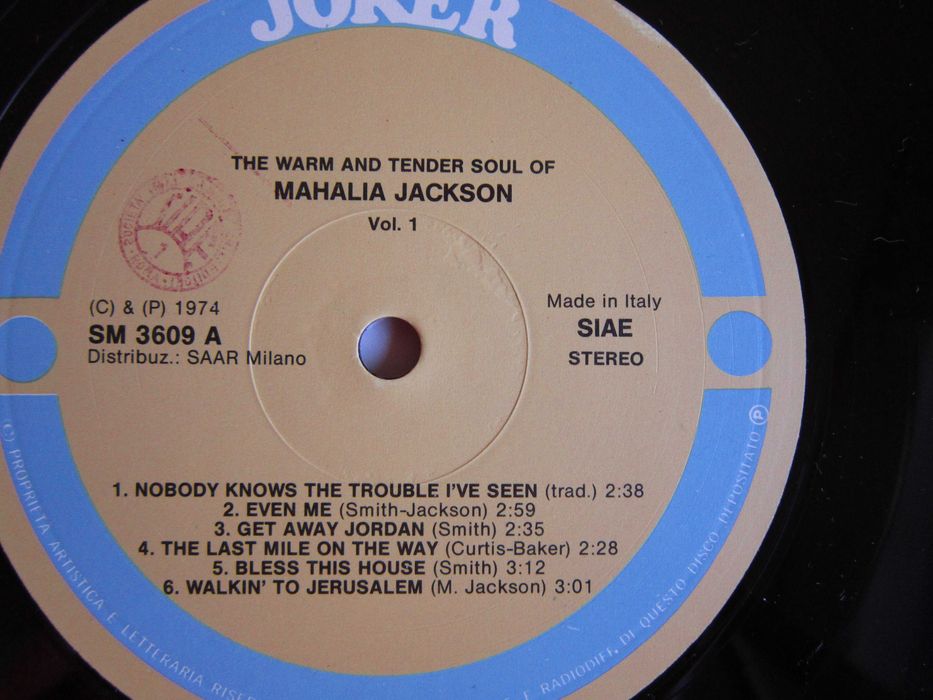 JOKER
THE WARM AND TENDER SOUL OF
MAHALIA JACKSON
Vol. 1
(C) & (P) 1974
SM 3609 A
Distribuz.: SAAR Milano
Made in Italy
SIAE
STEREO
1. NOBODY KNOWS THE TROUBLE I'VE SEEN (trad.) 2:38
2. EVEN ME (Smith-Jackson) 2:59
3. GET AWAY JORDAN (Smith) 2:35
4. THE LAST MILE ON THE WAY (Curtis-Baker) 2:28
5. BLESS THIS HOUSE (Smith) 3:12
6. WALKIN' TO JERUSALEM (M. Jackson) 3:01
(C) PROPRIETA ARTISTICA E LETTERARIA RISER
E RADIODIFF. DI QUESTO DISCO DEPOSITATO (P)